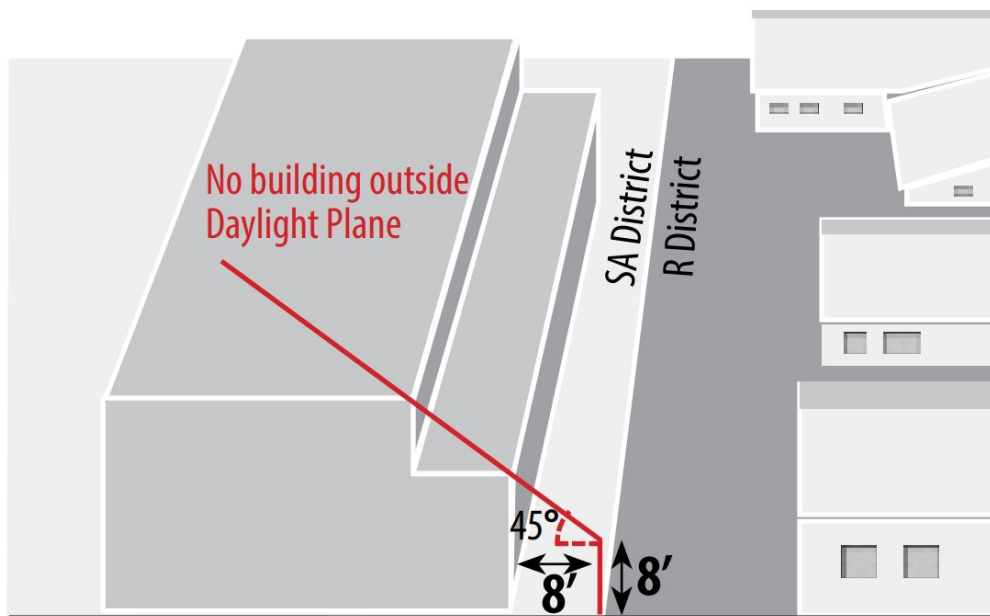 No building outside
Daylight Plane
SA District
R District
45°
8’
8’